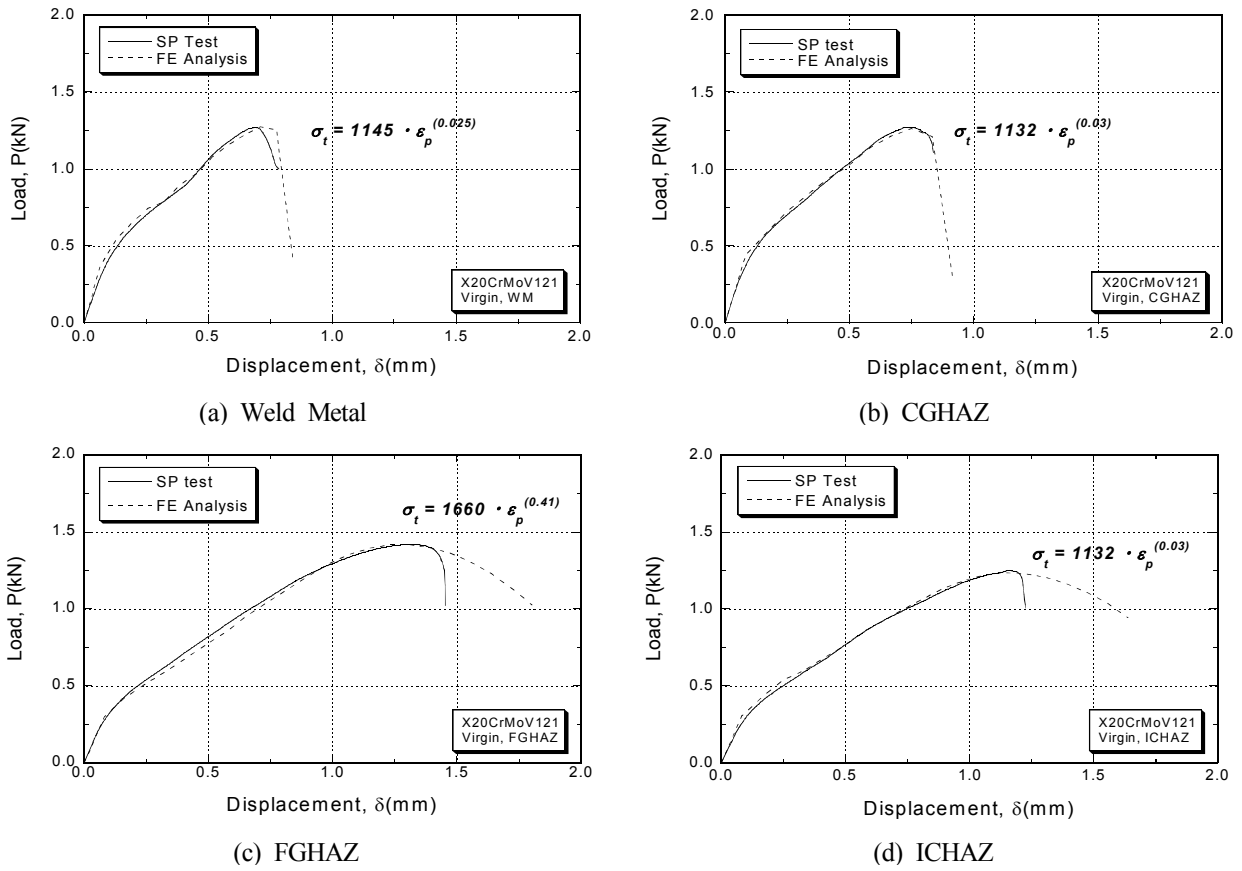 2.0
SP Test
FE Analysis
1.5
σt = 1145 · εp(0.025)
Load, P(kN)
1.0
0.5
X20CrMoV121
Virgin, WM
0.0
0.0 0.5 1.0 1.5 2.0
Displacement, δ(mm)
(a) Weld Metal
2.0
SP test
FE Analysis
1.5
σt = 1132 · εp(0.03)
Load, P(kN)
1.0
0.5
X20CrMoV121
Virgin, CGHAZ
0.0
0.0 0.5 1.0 1.5 2.0
Displacement, δ(mm)
(b) CGHAZ
2.0
SP test
FE Analysis
σt = 1660 · εp(0.41)
1.5
Load, P(kN)
1.0
0.5
X20CrMoV121
Virgin, FGHAZ
0.0
0.0 0.5 1.0 1.5 2.0
Displacement, δ(mm)
(c) FGHAZ
2.0
SP Test
FE Analysis
1.5
σt = 1132 · εp(0.03)
Load, P(kN)
1.0
0.5
X20CrMoV121
Virgin, ICHAZ
0.0
0.0 0.5 1.0 1.5 2.0
Displacement, δ(mm)
(d) ICHAZ